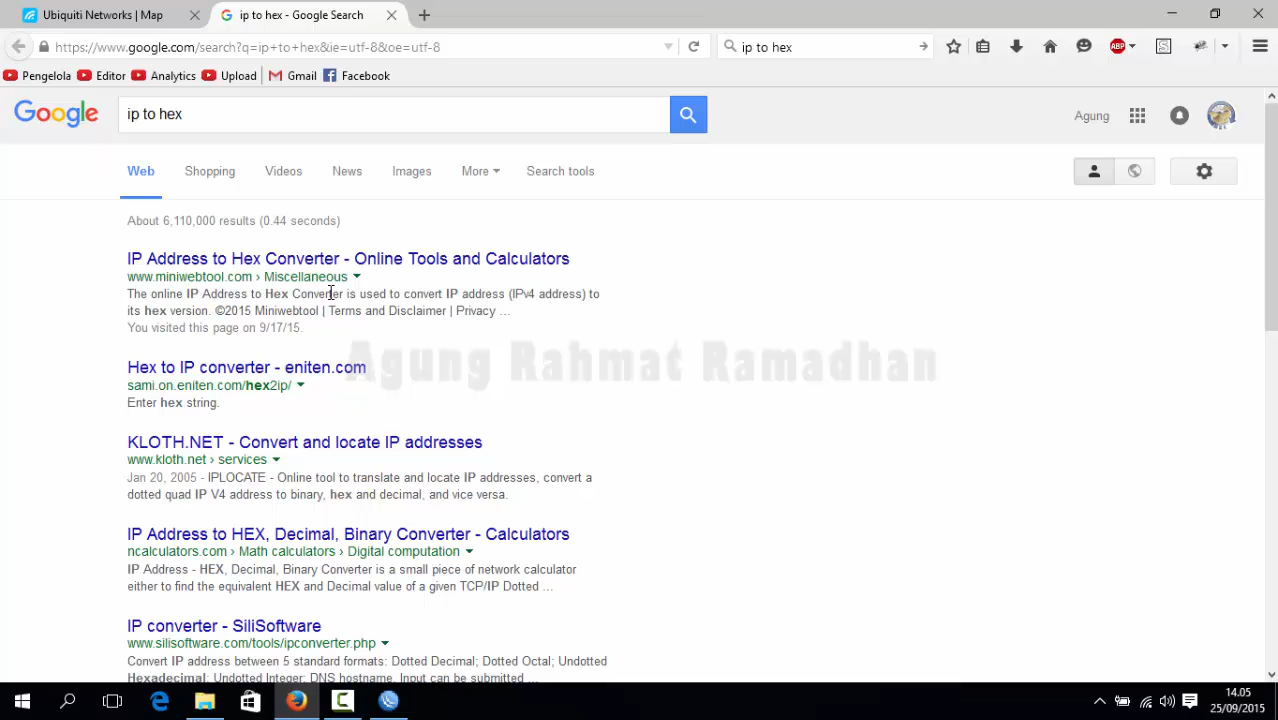 Ubiquiti Networks | Map
ip to hex - Google Search
https://www.google.com/search?q=ip+to+hex&ie=utf-8&oe=utf-8
ip to hex
ABP
S
Pengelola
Editor
Analytics
Upload
Gmail
Facebook
Google
ip to hex
Agung
Web
Shopping
Videos
News
Images
More
Search tools
About 6,110,000 results (0.44 seconds)
IP Address to Hex Converter - Online Tools and Calculators
www.miniwebtool.com › Miscellaneous
The online IP Address to Hex Converter is used to convert IP address (IPv4 address) to
its hex version. ©2015 Miniwebtool | Terms and Disclaimer | Privacy ...
You visited this page on 9/17/15.
Agung Rahmat Ramadhan
Hex to IP converter - eniten.com
sami.on.eniten.com/hex2ip/
Enter hex string.
KLOTH.NET - Convert and locate IP addresses
www.kloth.net › services
Jan 20, 2005 - IPLOCATE - Online tool to translate and locate IP addresses, convert a
dotted quad IP V4 address to binary, hex and decimal, and vice versa.
IP Address to HEX, Decimal, Binary Converter - Calculators
ncalculators.com › Math calculators › Digital computation
IP Address - HEX, Decimal, Binary Converter is a small piece of network calculator
either to find the equivalent HEX and Decimal value of a given TCP/IP Dotted ...
IP converter - SiliSoftware
www.silisoftware.com/tools/ipconverter.php
Convert IP address between 5 standard formats: Dotted Decimal; Dotted Octal; Undotted
Hexadecimal; Undotted Integer; DNS hostname. Input can be submitted ...
14.05
25/09/2015